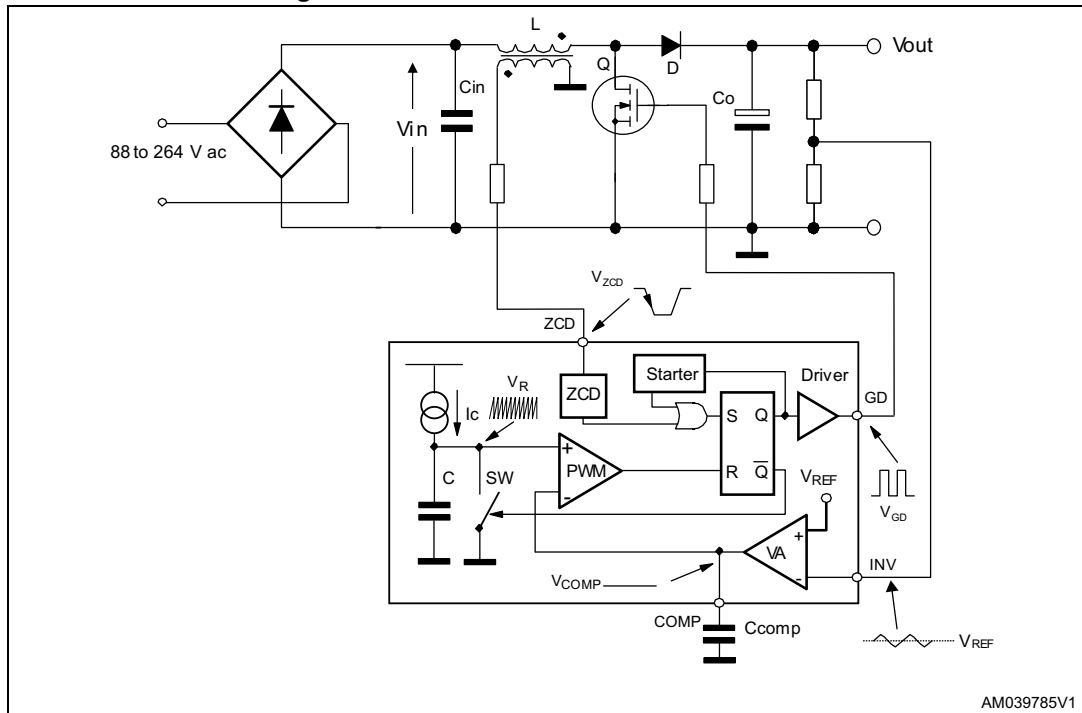 L
Vout
Q
D
Cin
Co
Vin
88 to 264 V ac
VZCD
ZCD
Starter
Driver
GD
ZCD
VR
Ic
S Q
+
PWM
-
R Q
C
SW
VREF
VGD
+
VA
-
INV
VCOMP
COMP
Ccomp
VREF
AM039785V1